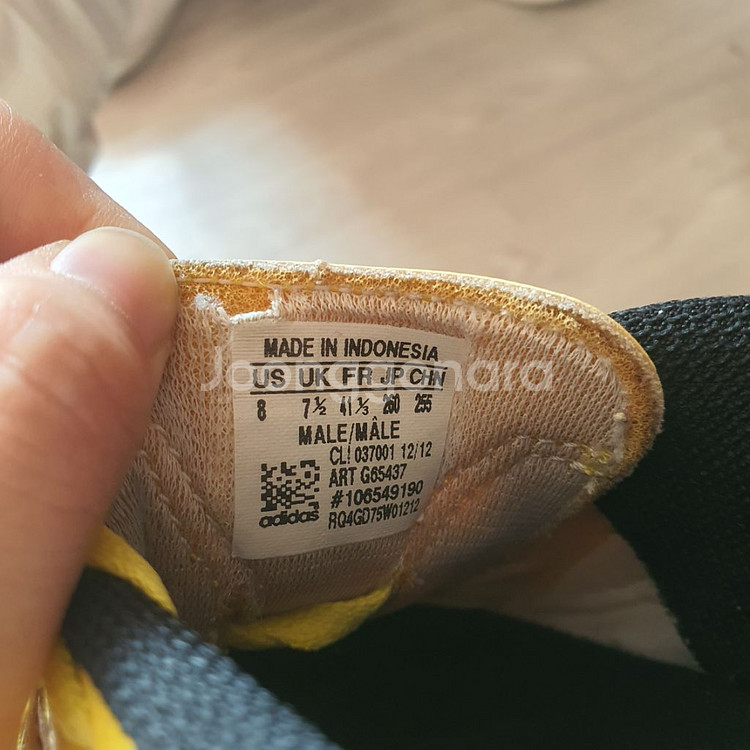 MADE IN INDONESIA
US UK FR JP CHN
8 7½ 41⅓ 260 255
MALE/MÂLE
CL! 037001 12/12
ART G65437
#106549190
adidas RQ4GD75W01212
Joonggonara